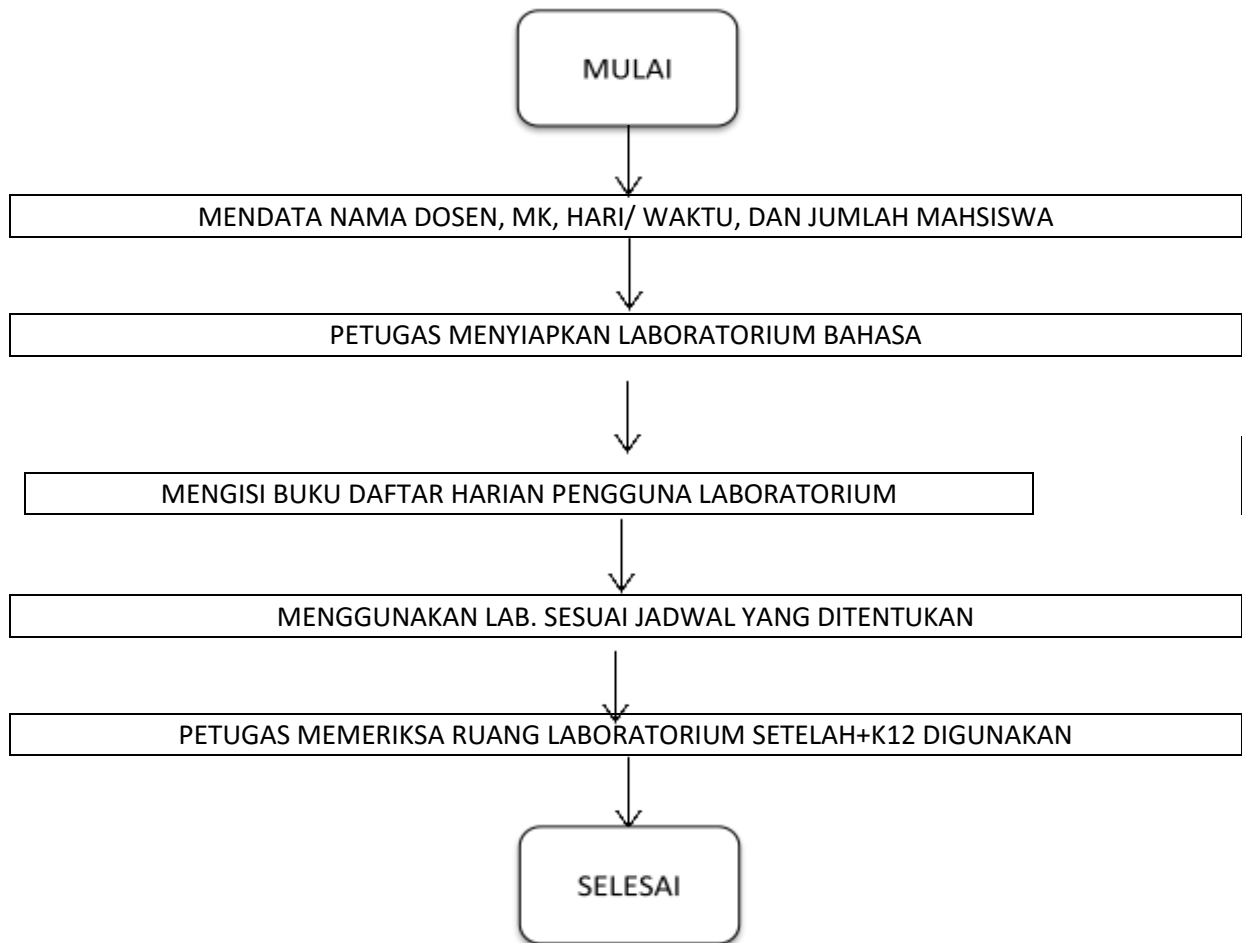 MULAI
MENDATA NAMA DOSEN, MK, HARI/ WAKTU, DAN JUMLAH MAHSISWA
PETUGAS MENYIAPKAN LABORATORIUM BAHASA
MENGISI BUKU DAFTAR HARIAN PENGGUNA LABORATORIUM
MENGGUNAKAN LAB. SESUAI JADWAL YANG DITENTUKAN
PETUGAS MEMERIKSA RUANG LABORATORIUM SETELAH+K12 DIGUNAKAN
SELESAI